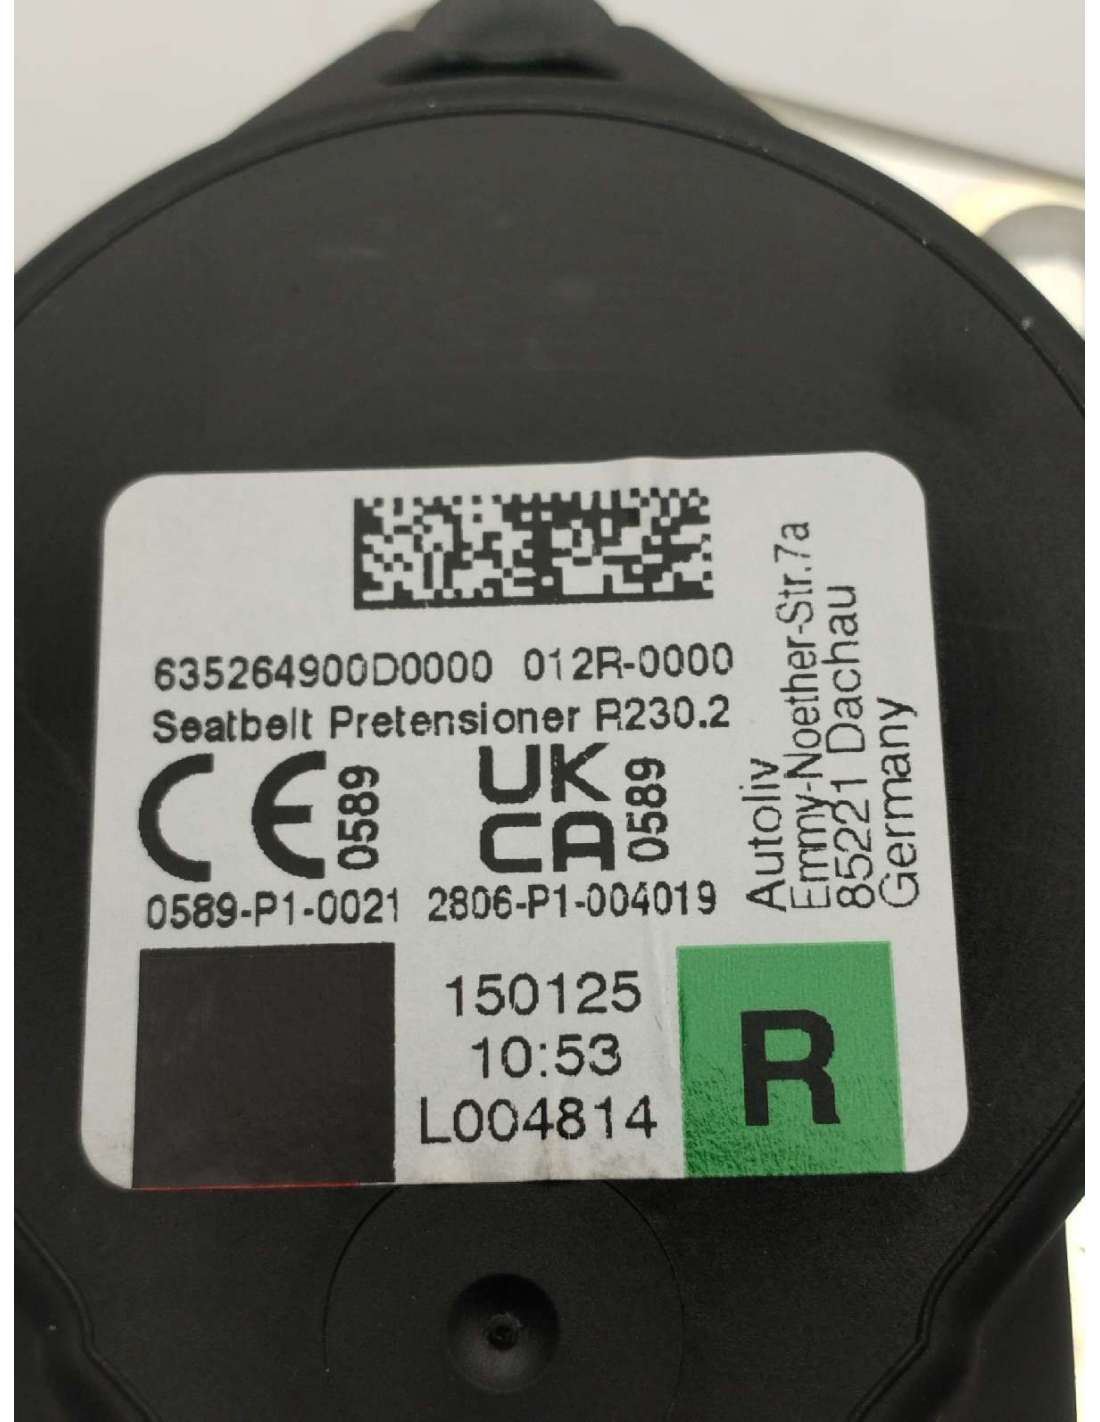 635264900D0000 012R-0000
Seatbelt Pretensioner R230.2
CE 0589
UK
CA 0589
0589-P1-0021 2806-P1-004019
150125
10:53
L004814
R
Autoliv
Emmy-Noether-Str.7a
85221 Dachau
Germany